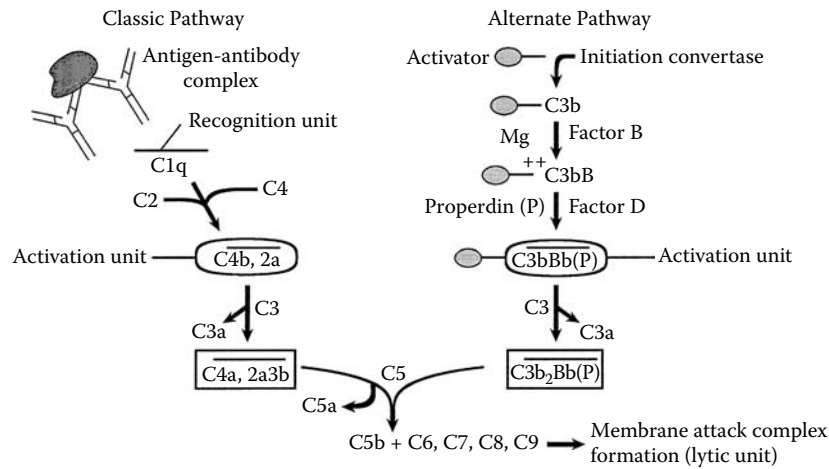 Classic Pathway
Antigen-antibody
complex
Recognition unit
C1q
C2
C4
Activation unit
C4b, 2a
C3
C3a
C4a, 2a3b
Alternate Pathway
Activator
Initiation convertase
C3b
Mg
++
Factor B
C3bB
Properdin (P)
Factor D
C3bBb(P)
Activation unit
C3
C3a
C3b₂Bb(P)
C5
C5a
C5b + C6, C7, C8, C9
Membrane attack complex
formation (lytic unit)